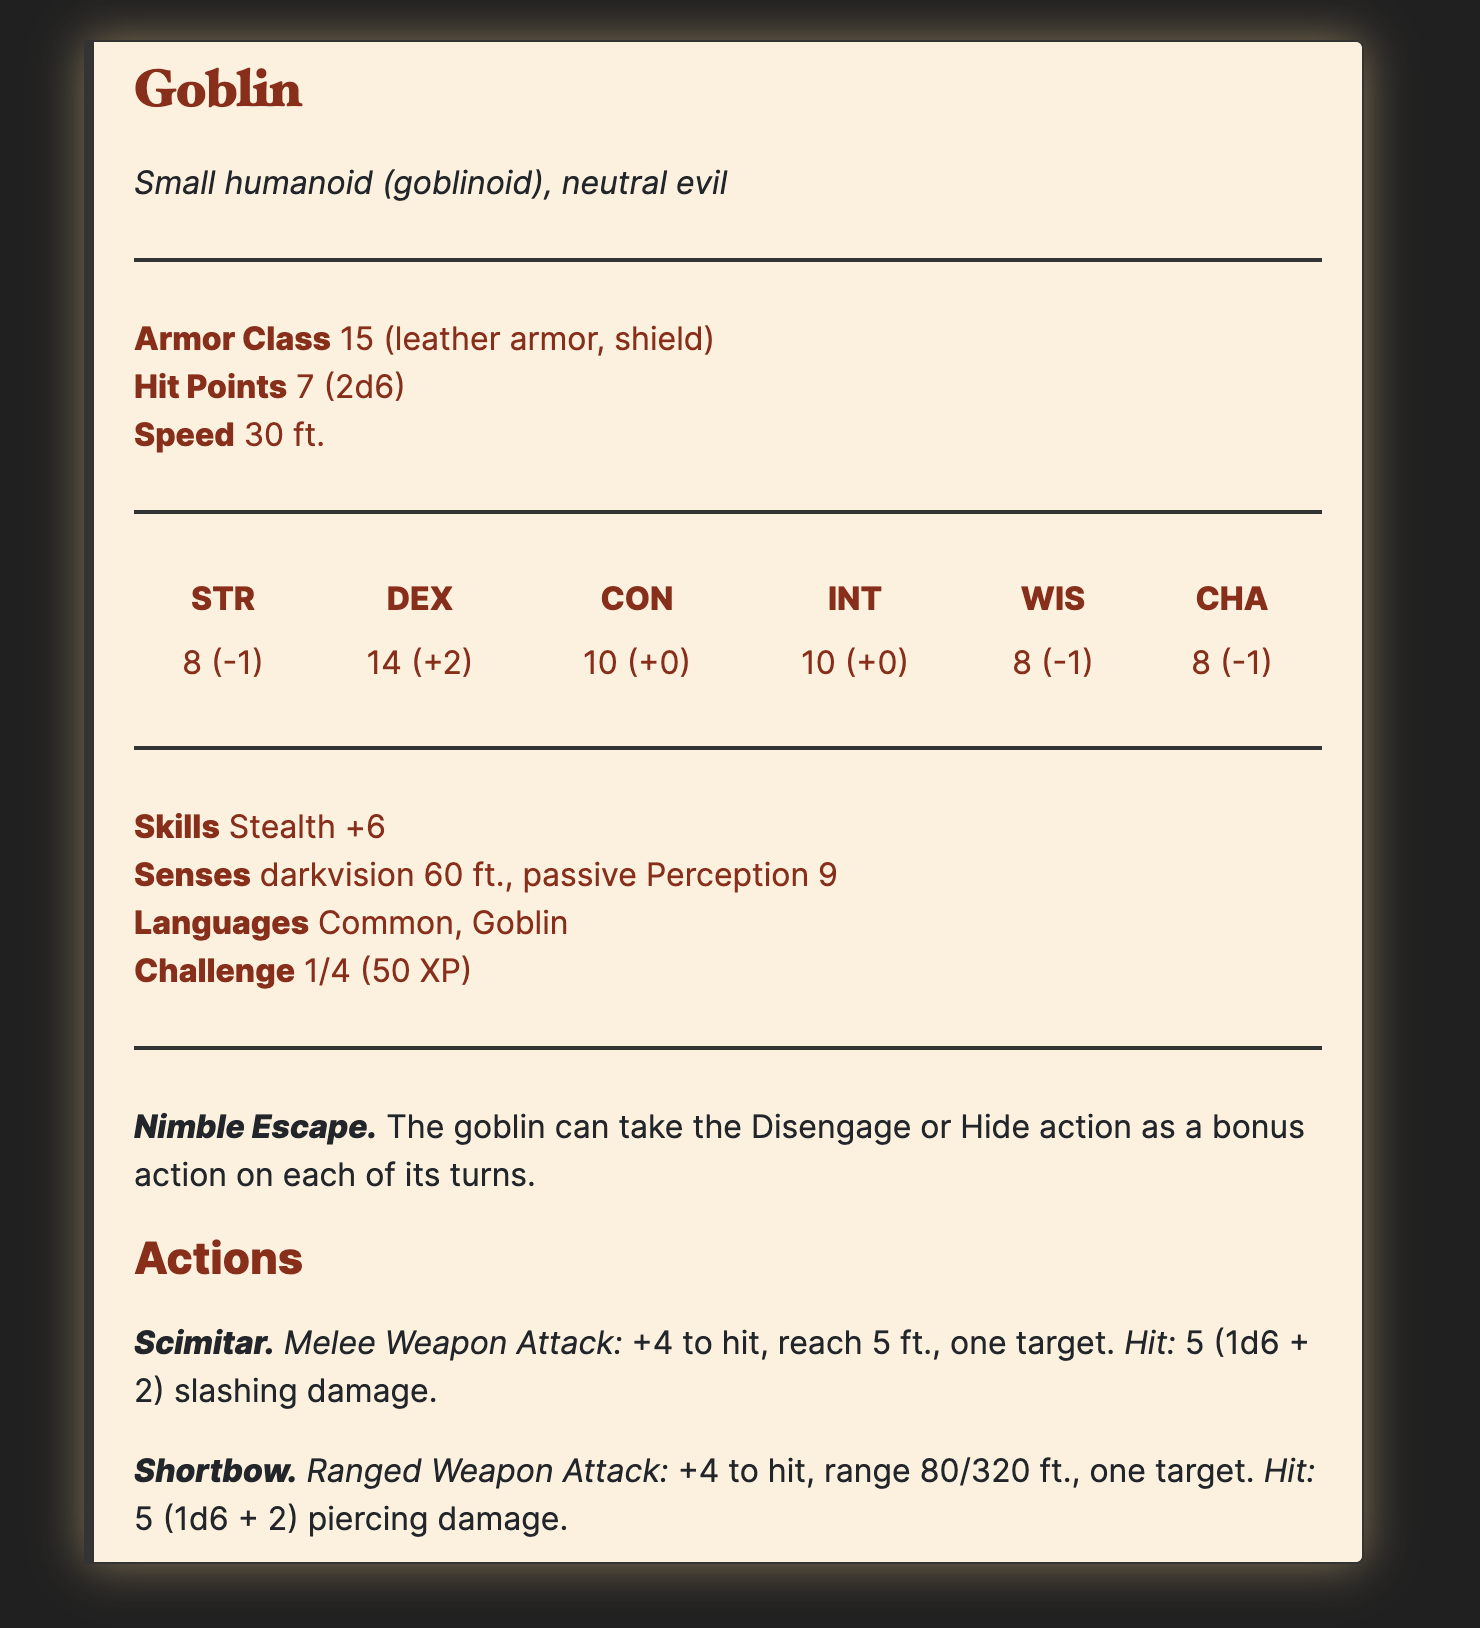 Goblin
Small humanoid (goblinoid), neutral evil
Armor Class 15 (leather armor, shield)
Hit Points 7 (2d6)
Speed 30 ft.
STR DEX CON INT WIS CHA
8 (-1) 14 (+2) 10 (+0) 10 (+0) 8 (-1) 8 (-1)
Skills Stealth +6
Senses darkvision 60 ft., passive Perception 9
Languages Common, Goblin
Challenge 1/4 (50 XP)
Nimble Escape. The goblin can take the Disengage or Hide action as a bonus
action on each of its turns.
Actions
Scimitar. Melee Weapon Attack: +4 to hit, reach 5 ft., one target. Hit: 5 (1d6 +
2) slashing damage.
Shortbow. Ranged Weapon Attack: +4 to hit, range 80/320 ft., one target. Hit:
5 (1d6 + 2) piercing damage.